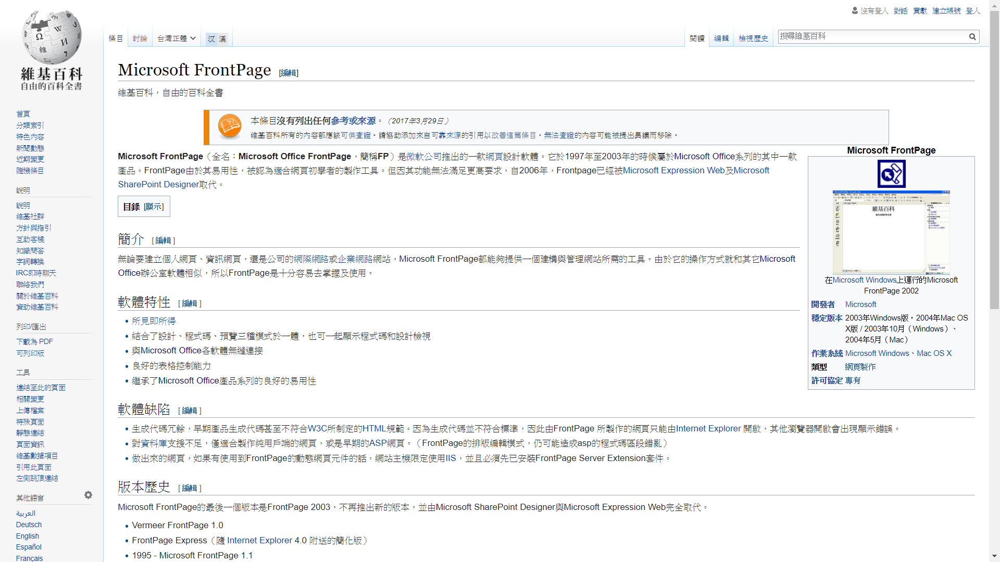 沒有登入 對話 貢獻 建立帳號 登入
條目 討論 台灣正體 汉 漢 閱讀 編輯 檢視歷史 搜尋維基百科
維基百科
自由的百科全書
首頁
分類索引
特色內容
新聞動態
近期變更
隨機條目
說明
說明
維基社群
方針與指引
互助客棧
知識問答
字詞轉換
IRC即時聊天
聯絡我們
關於維基百科
資助維基百科
列印/匯出
下載為 PDF
可列印版
工具
連結至此的頁面
相關變更
上傳檔案
特殊頁面
靜態連結
頁面資訊
維基數據項目
引用此頁面
左側跳頂連結
其他語言
العربية
Deutsch
English
Español
Français
Microsoft FrontPage [編輯]
維基百科，自由的百科全書
本條目沒有列出任何參考或來源。（2017年3月29日）
維基百科所有的內容都應該可供查證。請協助添加來自可靠來源的引用以改善這篇條目。無法查證的內容可能被提出異議而移除。
Microsoft FrontPage（全名：Microsoft Office FrontPage，簡稱FP）是微軟公司推出的一款網頁設計軟體。它於1997年至2003年的時候屬於Microsoft Office系列的其中一款
產品。FrontPage由於其易用性，被認為適合網頁初學者的製作工具。但因其功能無法滿足更高要求，自2006年，Frontpage已經被Microsoft Expression Web及Microsoft
SharePoint Designer取代。
目錄 [顯示]
簡介 [編輯]
無論要建立個人網頁、資訊網頁，還是公司的網際網路或企業網路網站，Microsoft FrontPage都能夠提供一個建構與管理網站所需的工具。由於它的操作方式就和其它Microsoft
Office辦公室軟體相似，所以FrontPage是十分容易去掌握及使用。
軟體特性 [編輯]
所見即所得
結合了設計、程式碼、預覽三種模式於一體，也可一起顯示程式碼和設計檢視
與Microsoft Office各軟體無縫連接
良好的表格控制能力
繼承了Microsoft Office產品系列的良好的易用性
Microsoft FrontPage
維基百科
在Microsoft Windows上運行的Microsoft
FrontPage 2002
開發者 Microsoft
穩定版本 2003年Windows版，2004年Mac OS
X版 / 2003年10月（Windows）、
2004年5月（Mac）
作業系統 Microsoft Windows、Mac OS X
類型 網頁製作
許可協定 專有
軟體缺陷 [編輯]
生成代碼冗餘，早期產品生成代碼甚至不符合W3C所制定的HTML規範。因為生成代碼並不符合標準，因此由FrontPage 所製作的網頁只能由Internet Explorer 開啟，其他瀏覽器開啟會出現顯示錯誤。
對資料庫支援不足，僅適合製作純用戶端的網頁，或是早期的ASP網頁。（FrontPage的排版編輯模式，仍可能造成asp的程式碼區段錯亂）
做出來的網頁，如果有使用到FrontPage的動態網頁元件的話，網站主機限定使用IIS，並且必須先已安裝FrontPage Server Extension套件。
版本歷史 [編輯]
Microsoft FrontPage的最後一個版本是FrontPage 2003，不再推出新的版本，並由Microsoft SharePoint Designer與Microsoft Expression Web完全取代。
Vermeer FrontPage 1.0
FrontPage Express（隨 Internet Explorer 4.0 附送的簡化版）
1995 - Microsoft FrontPage 1.1